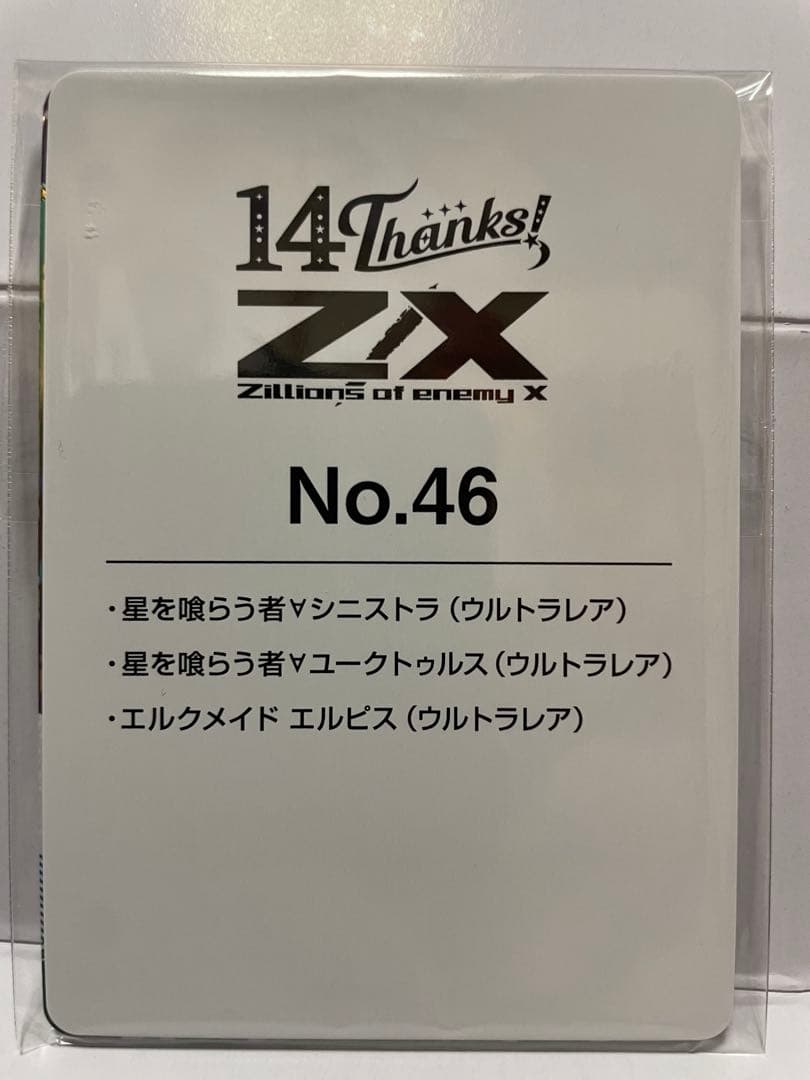 14 Thanks!
Z/X
Zillions of enemy X
No.46
・星を喰らう者∀シニストラ（ウルトラレア）
・星を喰らう者∀ユークトゥルス（ウルトラレア）
・エルクメイド エルピス（ウルトラレア）